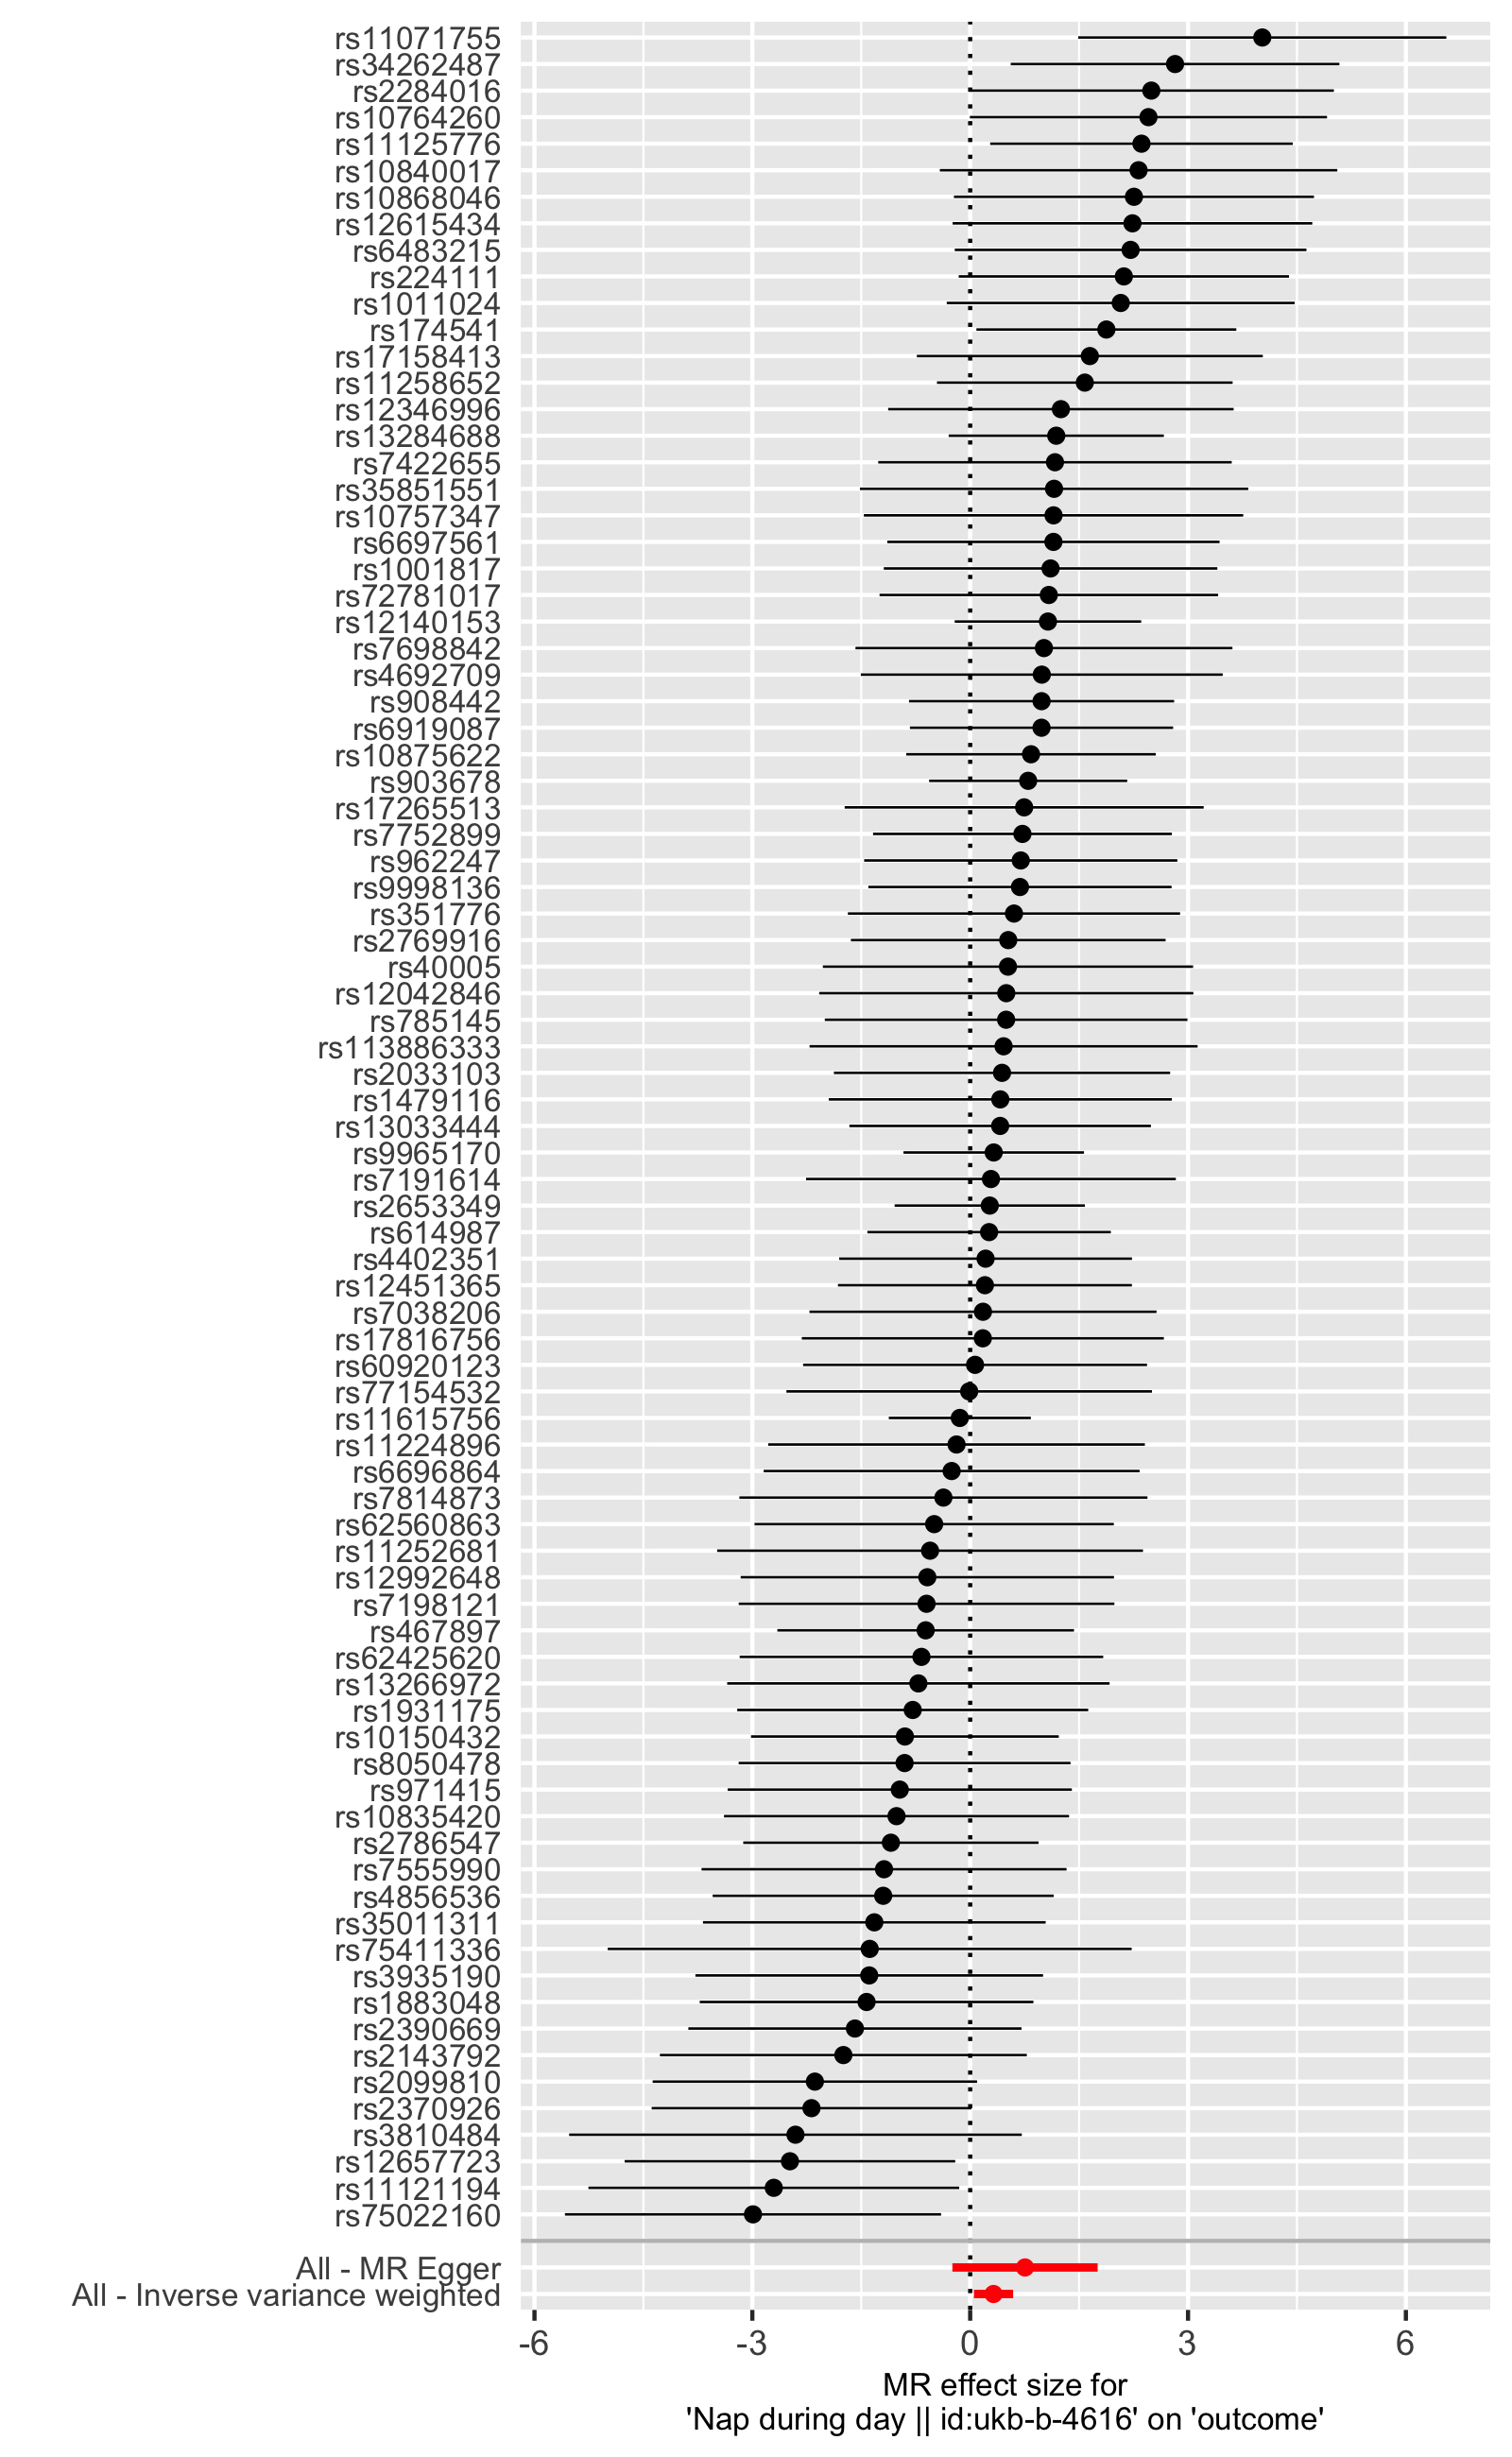 rs11071755
rs34262487
rs2284016
rs10764260
rs11125776
rs10840017
rs10868046
rs12615434
rs6483215
rs224111
rs1011024
rs174541
rs17158413
rs11258652
rs12346996
rs13284688
rs7422655
rs35851551
rs10757347
rs6697561
rs1001817
rs72781017
rs12140153
rs7698842
rs4692709
rs908442
rs6919087
rs10875622
rs903678
rs17265513
rs7752899
rs962247
rs9998136
rs351776
rs2769916
rs40005
rs12042846
rs785145
rs113886333
rs2033103
rs1479116
rs13033444
rs9965170
rs7191614
rs2653349
rs614987
rs4402351
rs12451365
rs7038206
rs17816756
rs60920123
rs77154532
rs11615756
rs11224896
rs6696864
rs7814873
rs62560863
rs11252681
rs12992648
rs7198121
rs467897
rs62425620
rs13266972
rs1931175
rs10150432
rs8050478
rs971415
rs10835420
rs2786547
rs7555990
rs4856536
rs35011311
rs75411336
rs3935190
rs1883048
rs2390669
rs2143792
rs2099810
rs2370926
rs3810484
rs12657723
rs11121194
rs75022160
All - MR Egger
All - Inverse variance weighted
-6 -3 0 3 6
MR effect size for
'Nap during day || id:ukb-b-4616' on 'outcome'